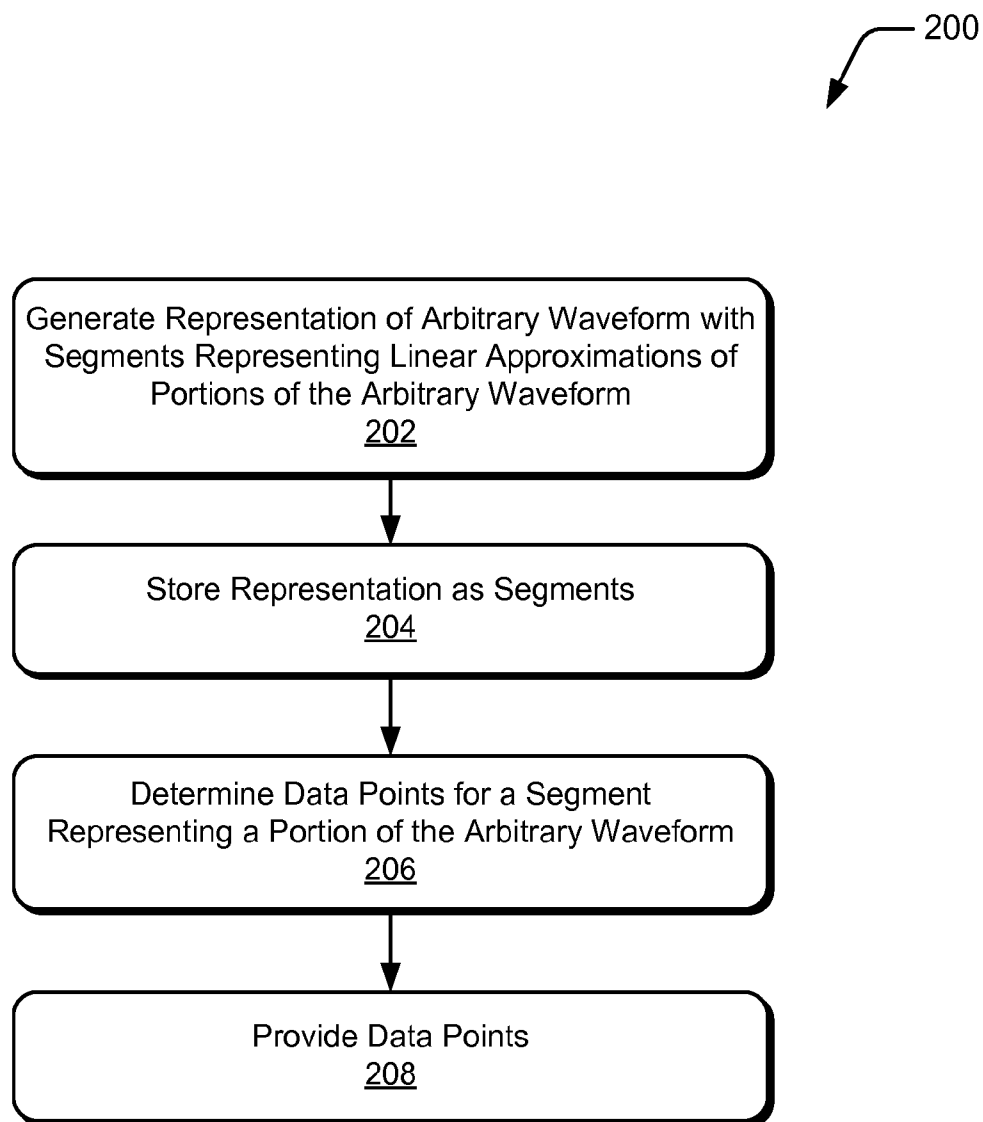 200
Generate Representation of Arbitrary Waveform with
Segments Representing Linear Approximations of
Portions of the Arbitrary Waveform
202
Store Representation as Segments
204
Determine Data Points for a Segment
Representing a Portion of the Arbitrary Waveform
206
Provide Data Points
208